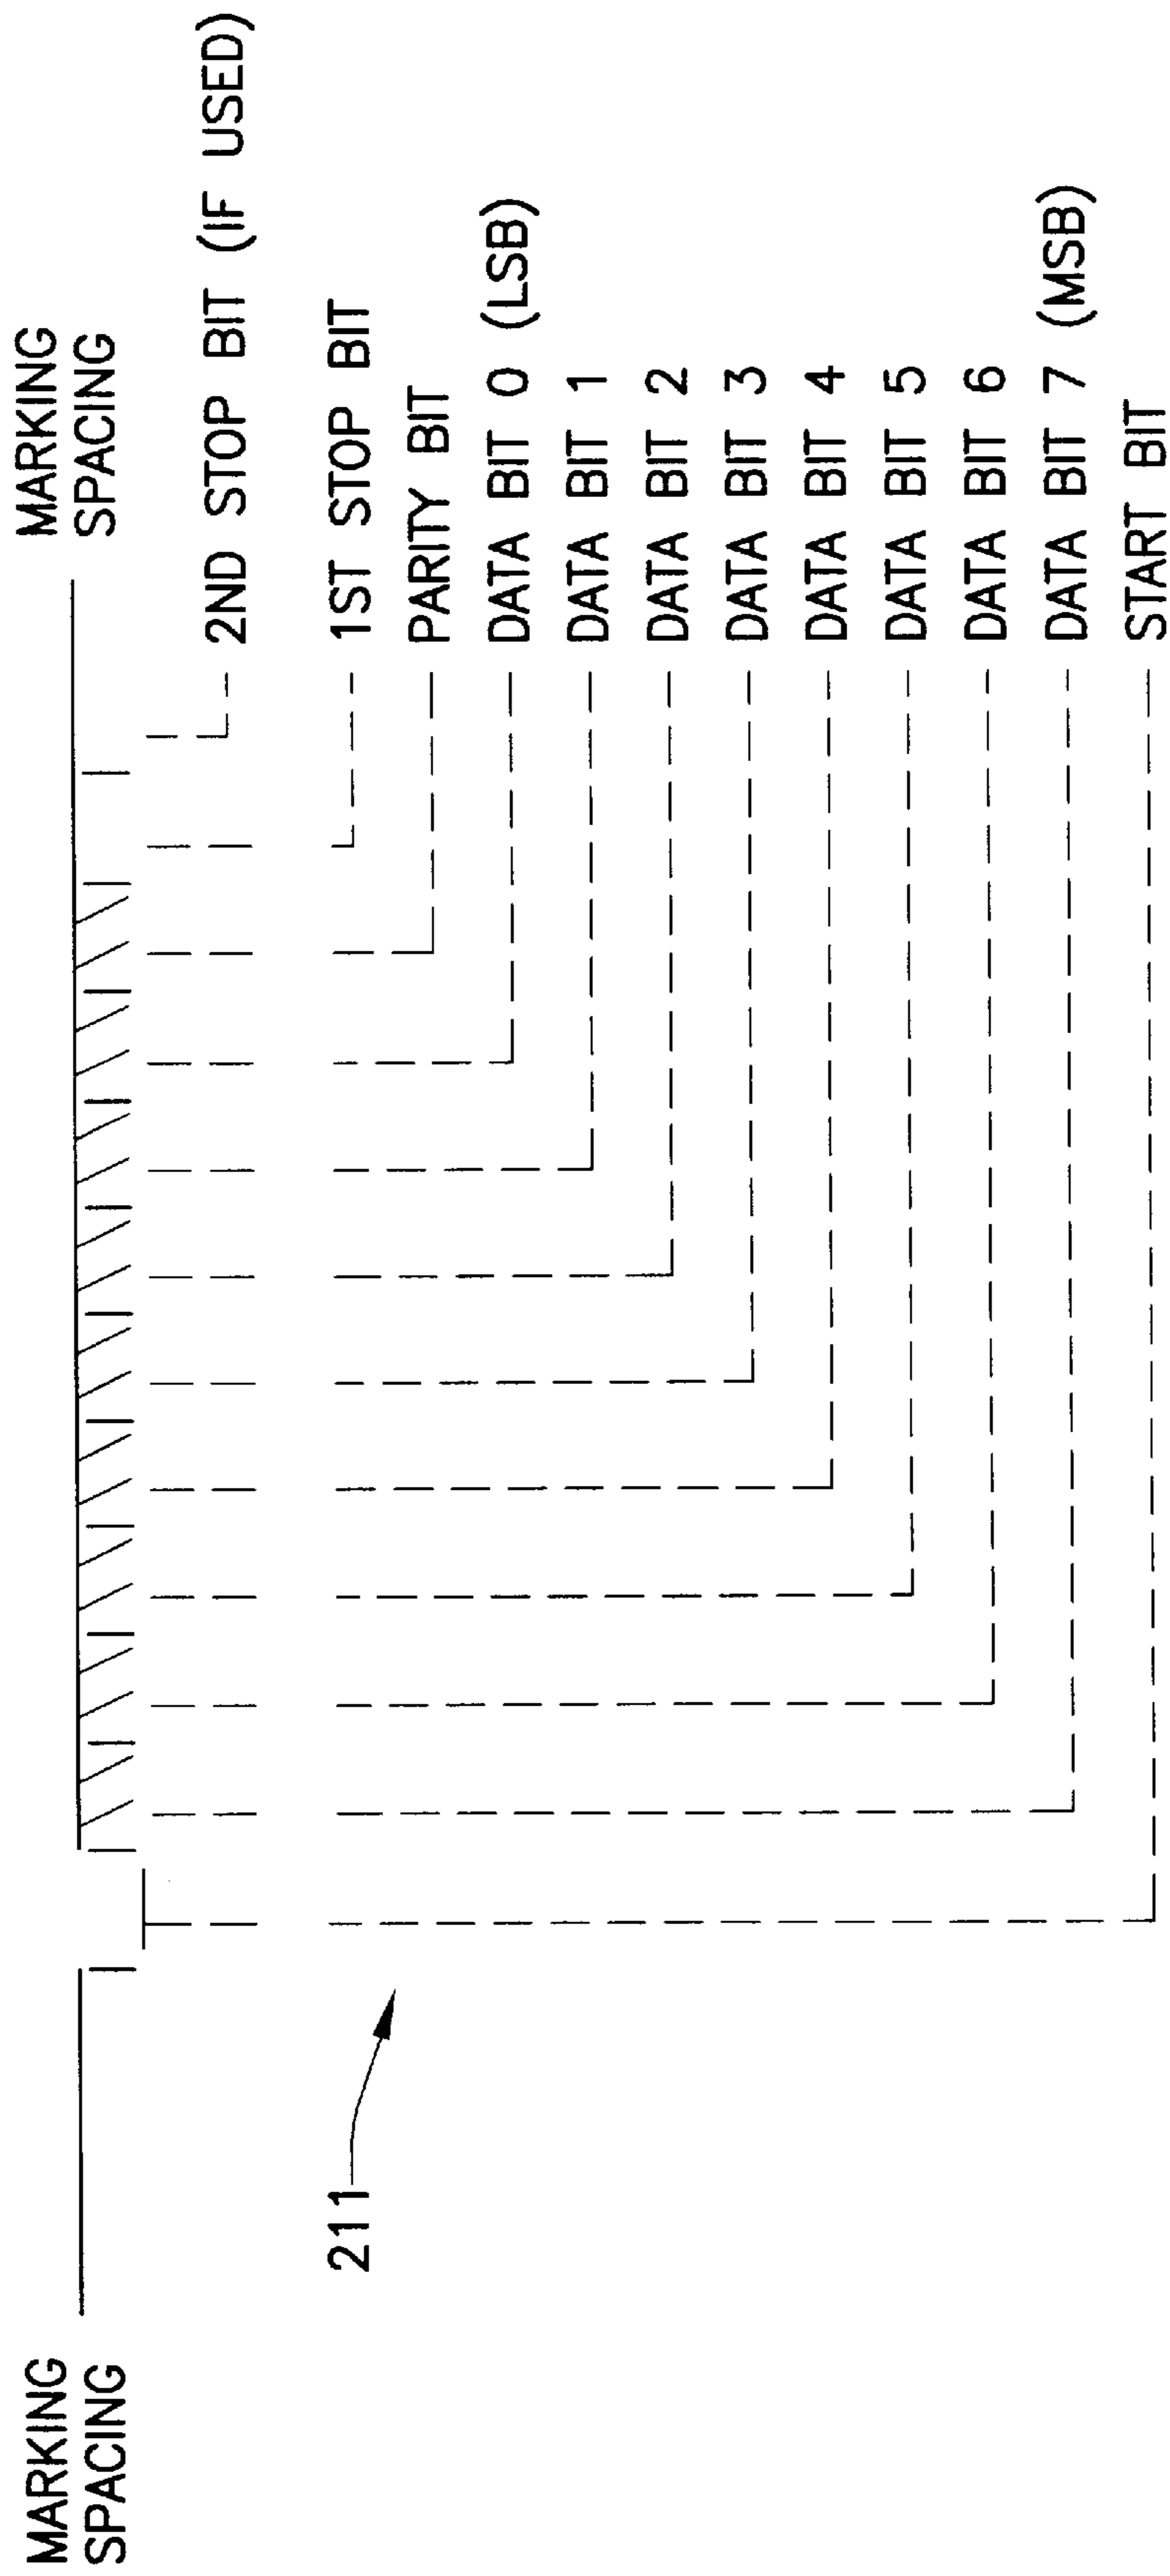 MARKING
SPACING
MARKING
SPACING
2ND STOP BIT (IF USED)
211
1ST STOP BIT
PARITY BIT
DATA BIT 0 (LSB)
DATA BIT 1
DATA BIT 2
DATA BIT 3
DATA BIT 4
DATA BIT 5
DATA BIT 6
DATA BIT 7 (MSB)
START BIT